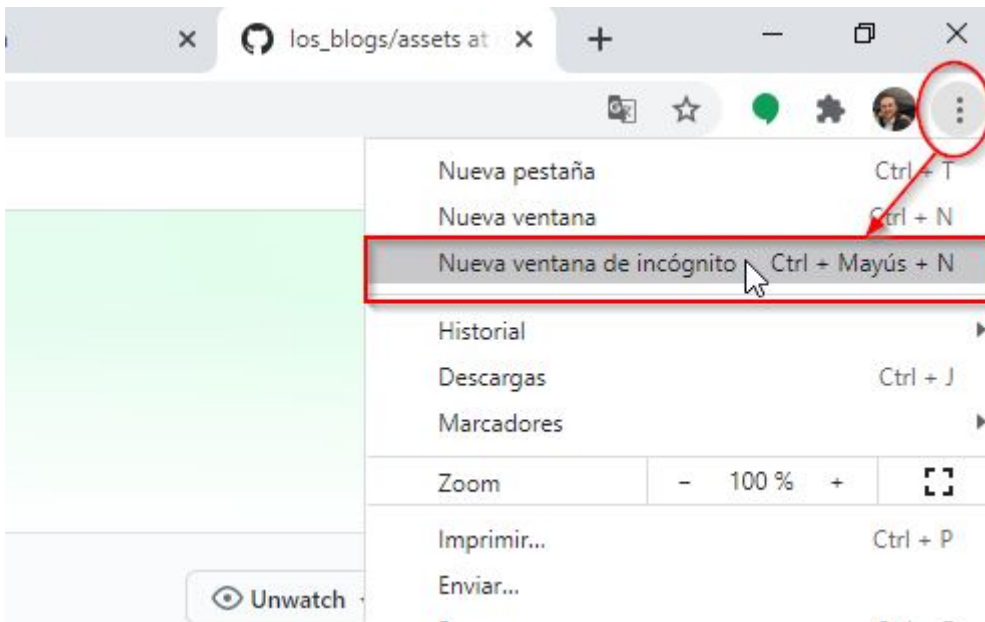 los_blogs/assets at
Nueva pestaña Ctrl + T
Nueva ventana Ctrl + N
Nueva ventana de incógnito Ctrl + Mayús + N
Historial
Descargas Ctrl + J
Marcadores
Zoom - 100 % +
Imprimir... Ctrl + P
Enviar...
Unwatch